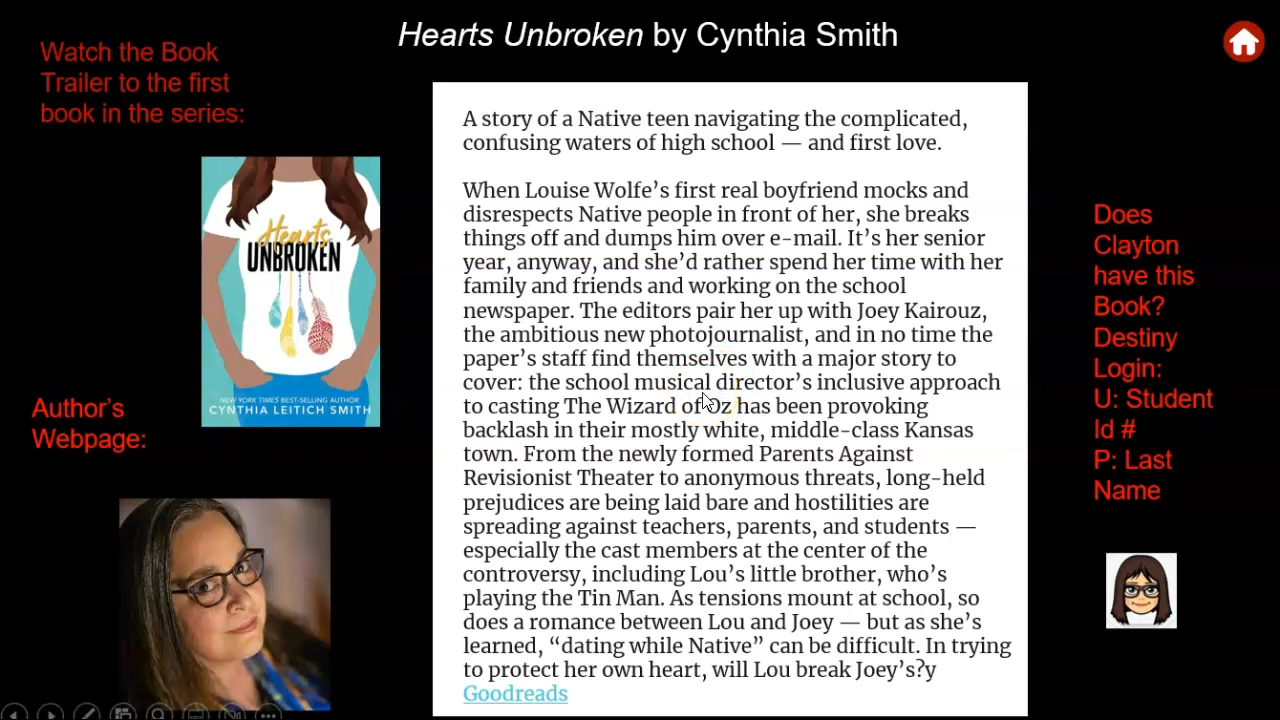 Hearts Unbroken by Cynthia Smith
Watch the Book
Trailer to the first
book in the series:
Hearts
UNBROKEN
NEW YORK TIMES BEST-SELLING AUTHOR
CYNTHIA LEITICH SMITH
Author's
Webpage:
A story of a Native teen navigating the complicated,
confusing waters of high school — and first love.
When Louise Wolfe's first real boyfriend mocks and
disrespects Native people in front of her, she breaks
things off and dumps him over e-mail. It's her senior
year, anyway, and she'd rather spend her time with her
family and friends and working on the school
newspaper. The editors pair her up with Joey Kairouz,
the ambitious new photojournalist, and in no time the
paper's staff find themselves with a major story to
cover: the school musical director's inclusive approach
to casting The Wizard of Oz has been provoking
backlash in their mostly white, middle-class Kansas
town. From the newly formed Parents Against
Revisionist Theater to anonymous threats, long-held
prejudices are being laid bare and hostilities are
spreading against teachers, parents, and students —
especially the cast members at the center of the
controversy, including Lou's little brother, who's
playing the Tin Man. As tensions mount at school, so
does a romance between Lou and Joey — but as she's
learned, “dating while Native” can be difficult. In trying
to protect her own heart, will Lou break Joey's?y
Goodreads
Does
Clayton
have this
Book?
Destiny
Login:
U: Student
Id #
P: Last
Name